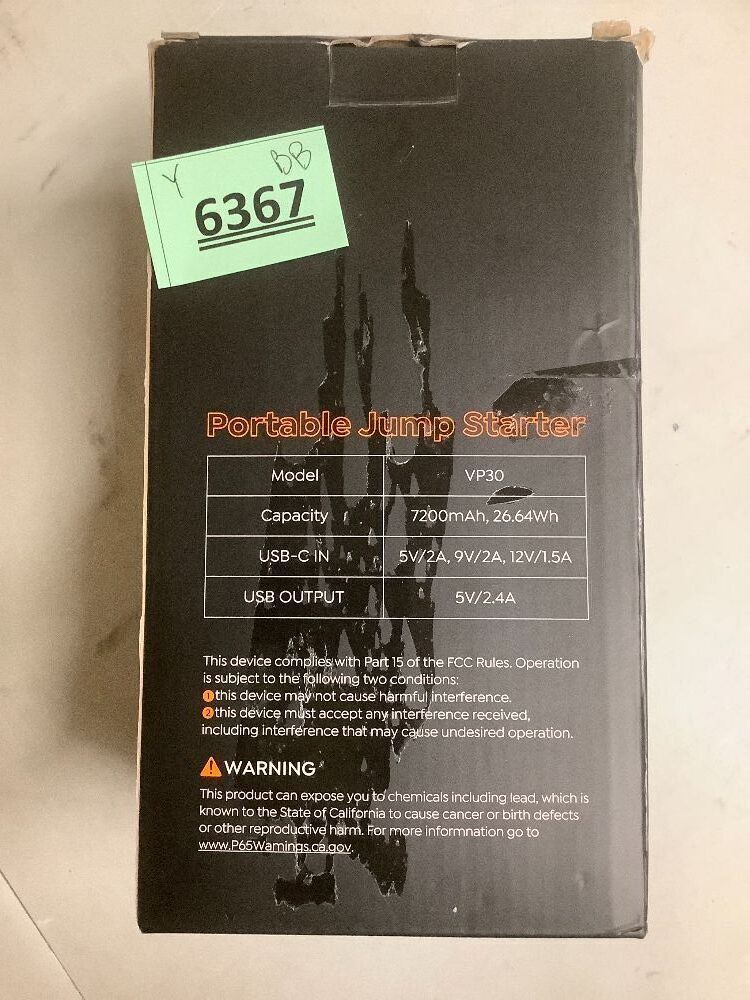 Y BB
6367
Portable Jump Starter
Model VP30
Capacity 7200mAh, 26.64Wh
USB-C IN 5V/2A, 9V/2A, 12V/1.5A
USB OUTPUT 5V/2.4A
This device complies with Part 15 of the FCC Rules. Operation
is subject to the following two conditions:
1 this device may not cause harmful interference.
2 this device must accept any interference received,
including interference that may cause undesired operation.
WARNING
This product can expose you to chemicals including lead, which is
known to the State of California to cause cancer or birth defects
or other reproductive harm. For more informnation go to
www.P65Wamings.ca.gov.